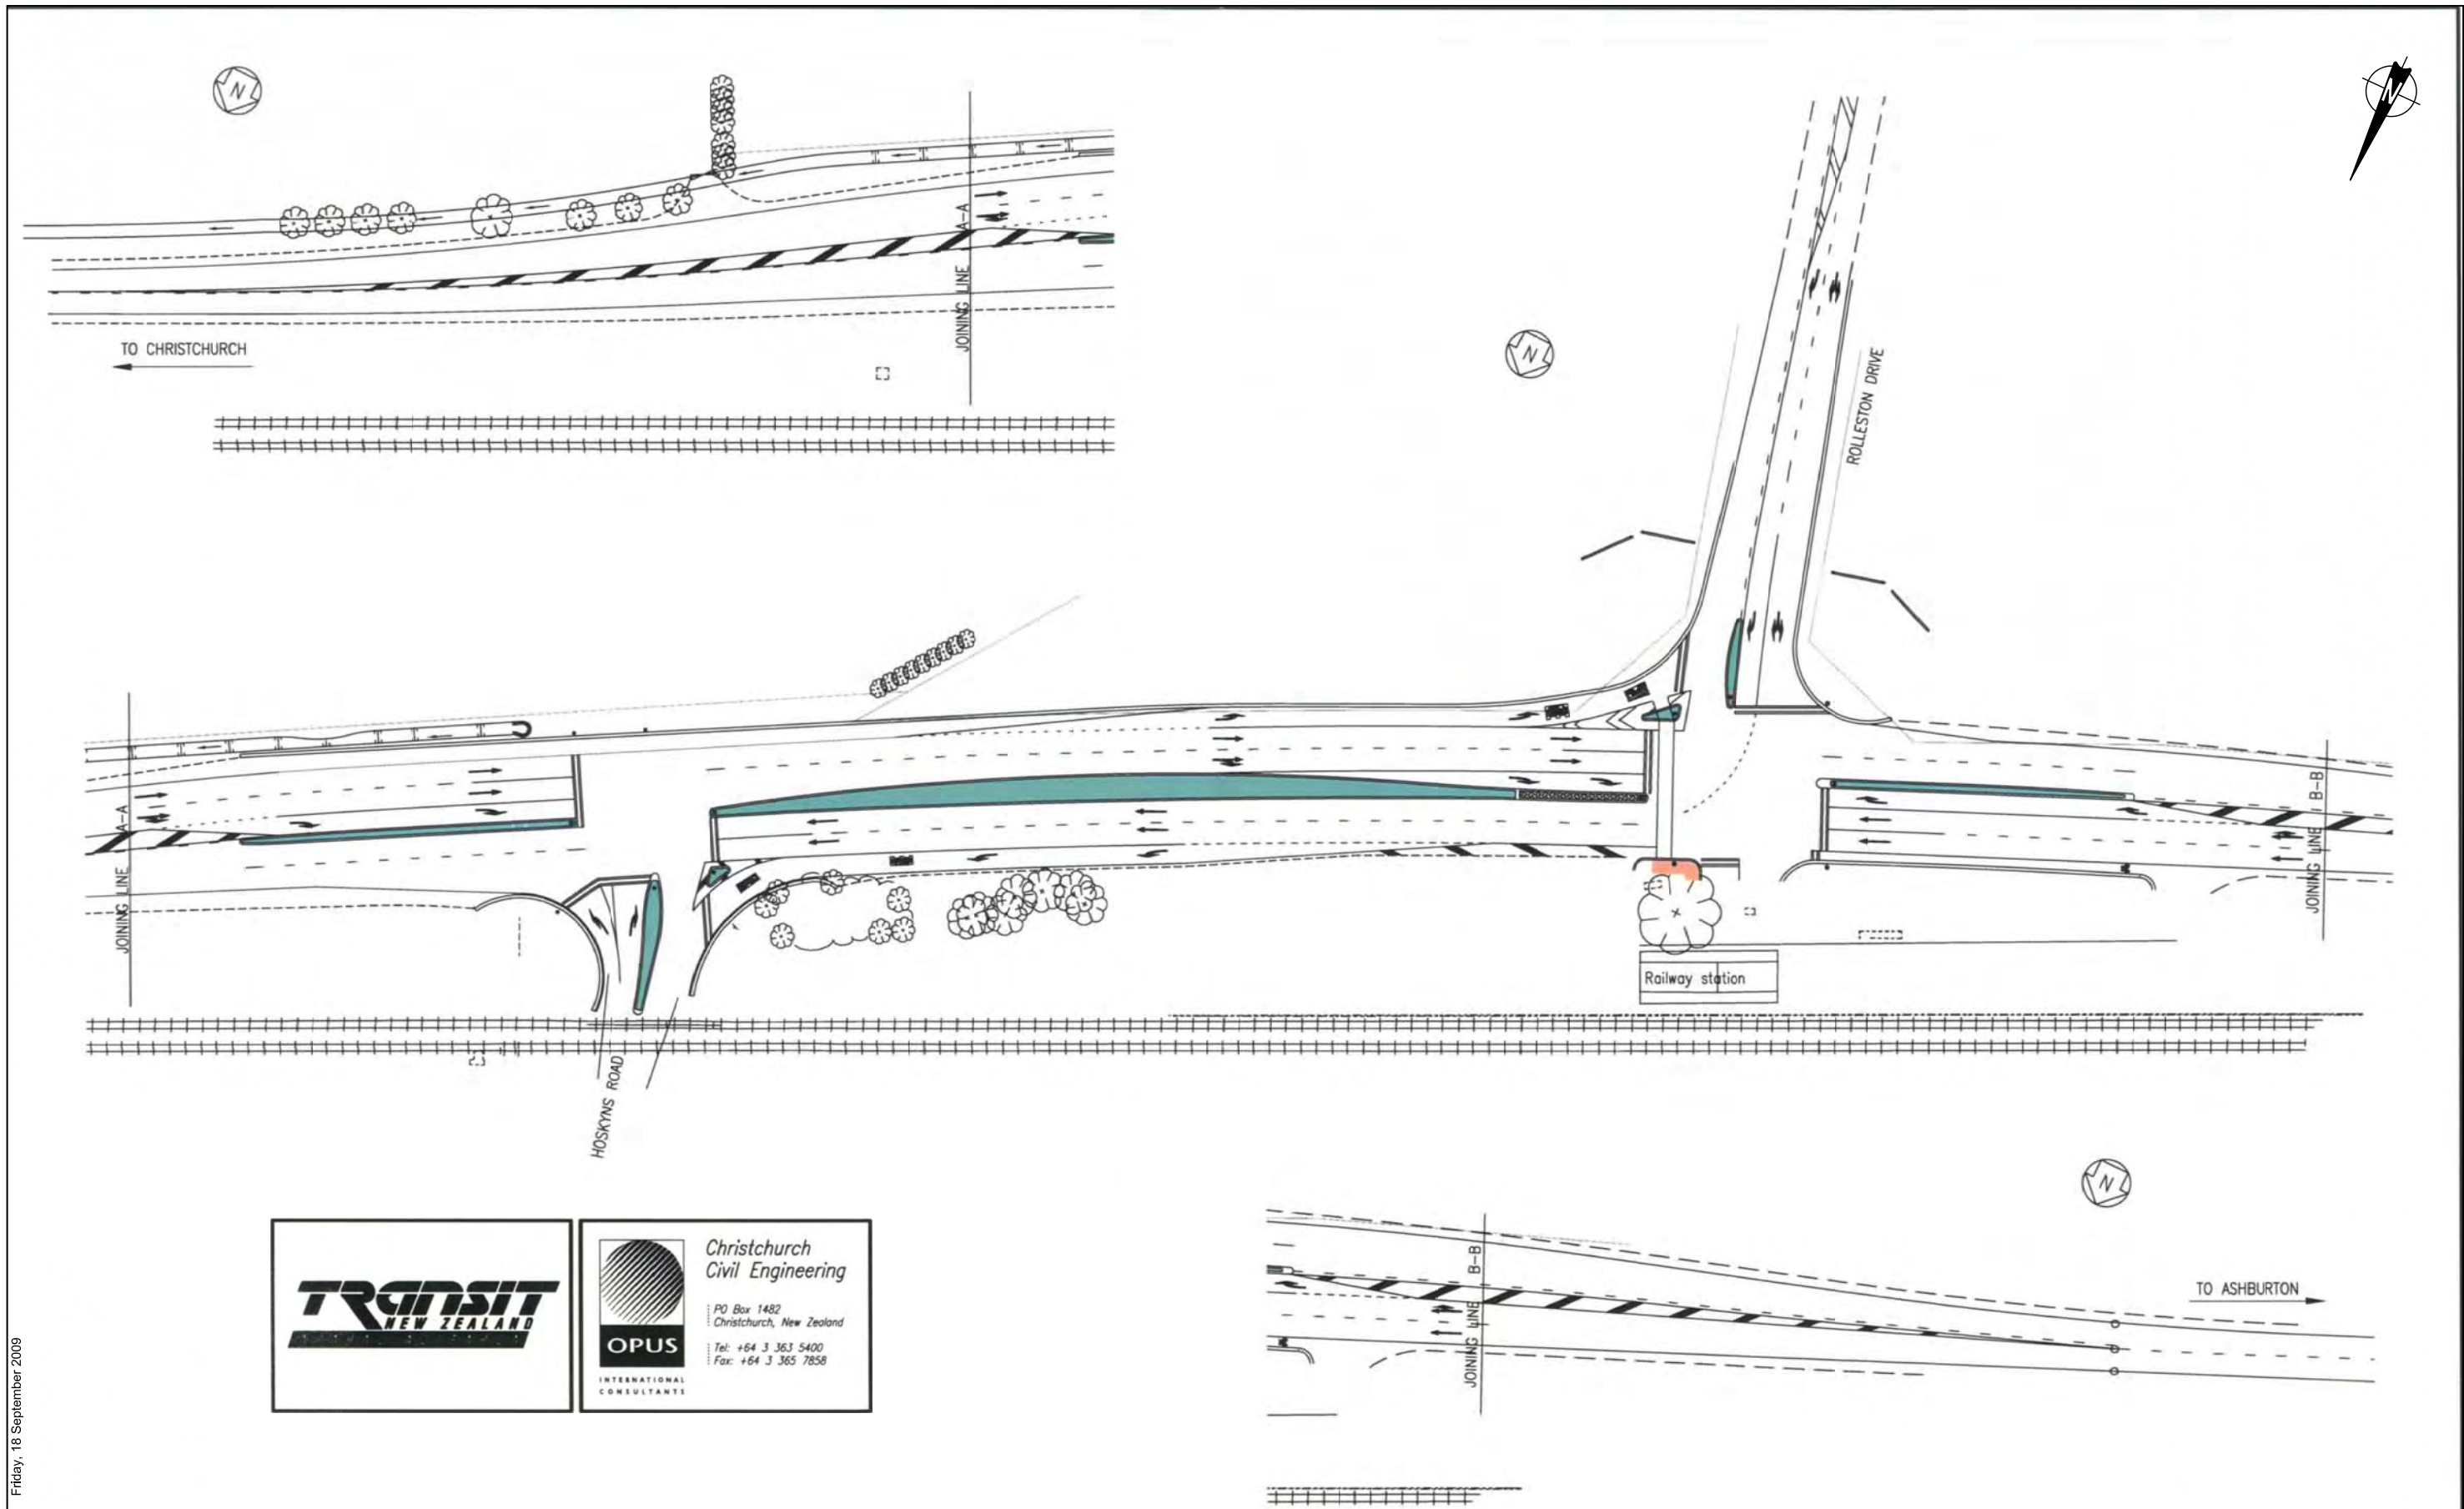 N
N
A–A
JOINING LINE
TO CHRISTCHURCH
N
ROLLESTON DRIVE
A–A
JOINING LINE
B–B
JOINING LINE
Railway station
HOSKYNS ROAD
N
TRANSIT
NEW ZEALAND
OPUS
INTERNATIONAL
CONSULTANTS
Christchurch
Civil Engineering
PO Box 1482
Christchurch, New Zealand
Tel: +64 3 363 5400
Fax: +64 3 365 7858
B–B
JOINING LINE
TO ASHBURTON
Friday, 18 September 2009